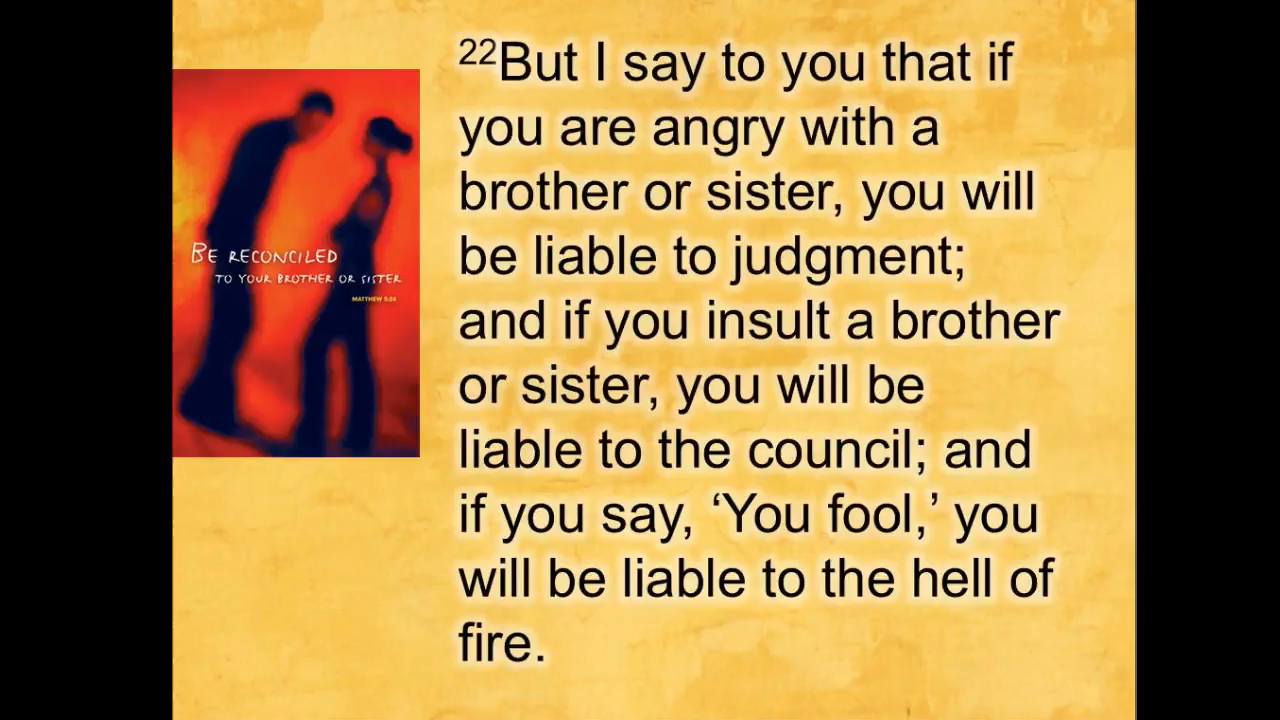 BE RECONCILED
TO YOUR BROTHER OR SISTER
MATTHEW 5:24
22But I say to you that if
you are angry with a
brother or sister, you will
be liable to judgment;
and if you insult a brother
or sister, you will be
liable to the council; and
if you say, ‘You fool,’ you
will be liable to the hell of
fire.